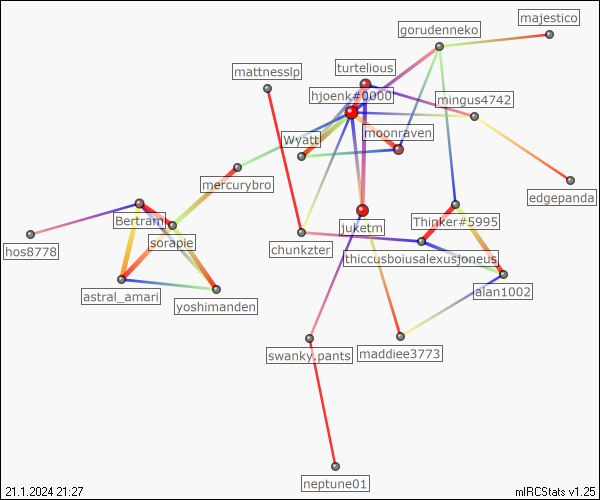 majestico
gorudenneko
turtelious
mattnesslp
hjoenk#0000
mingus4742
moonraven
Wyatt
mercurybro
edgepanda
Bertram
juketm
Thinker#5995
sorapie
hos8778
chunkzter
thiccusboiusalexusjoneus
astral_amari
alan1002
yoshimanden
swanky.pants
maddiee3773
neptune01
21.1.2024 21:27
mIRCStats v1.25